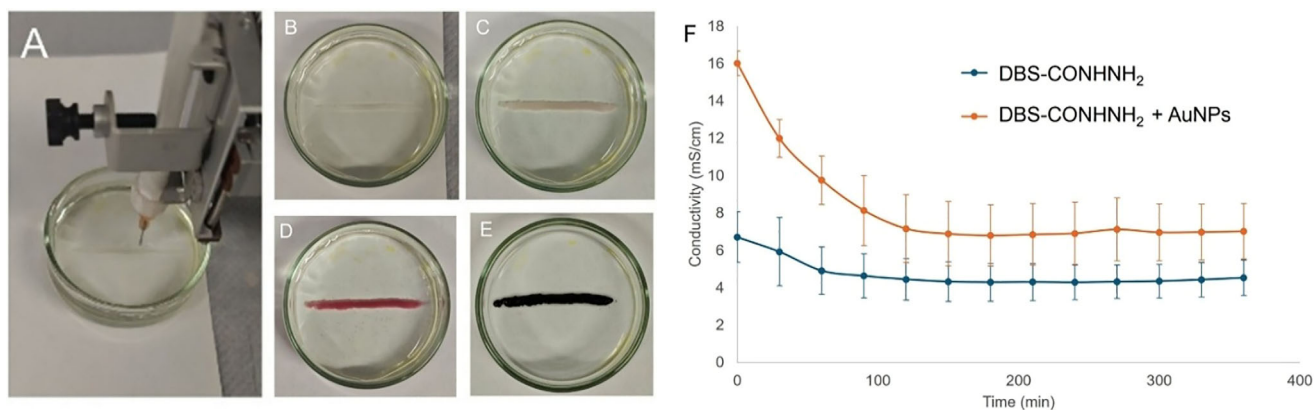 A
B
C
D
E
F
18
16
14
12
10
8
6
4
2
0
Conductivity (mS/cm)
DBS-CONHNH₂
DBS-CONHNH₂ + AuNPs
0
100
200
300
400
Time (min)